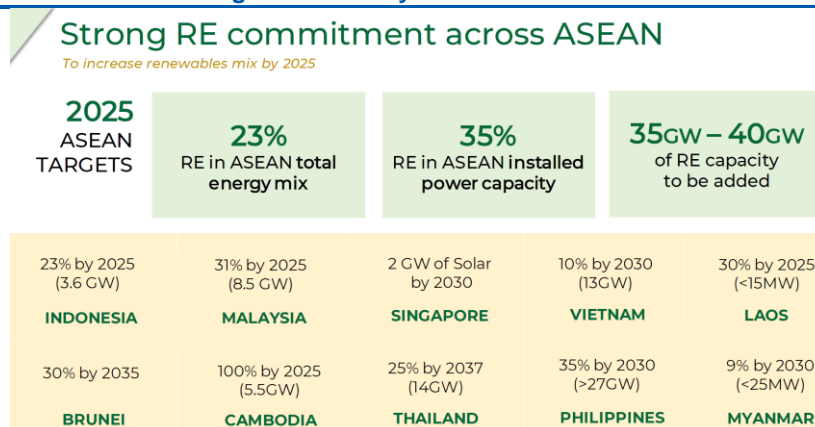 Strong RE commitment across ASEAN
To increase renewables mix by 2025
2025
ASEAN
TARGETS
23%
RE in ASEAN total
energy mix
35%
RE in ASEAN installed
power capacity
35GW – 40GW
of RE capacity
to be added
23% by 2025
(3.6 GW)
INDONESIA
31% by 2025
(8.5 GW)
MALAYSIA
2 GW of Solar
by 2030
SINGAPORE
10% by 2030
(13GW)
VIETNAM
30% by 2025
(<15MW)
LAOS
30% by 2035
BRUNEI
100% by 2025
(5.5GW)
CAMBODIA
25% by 2037
(14GW)
THAILAND
35% by 2030
(>27GW)
PHILIPPINES
9% by 2030
(<25MW)
MYANMAR